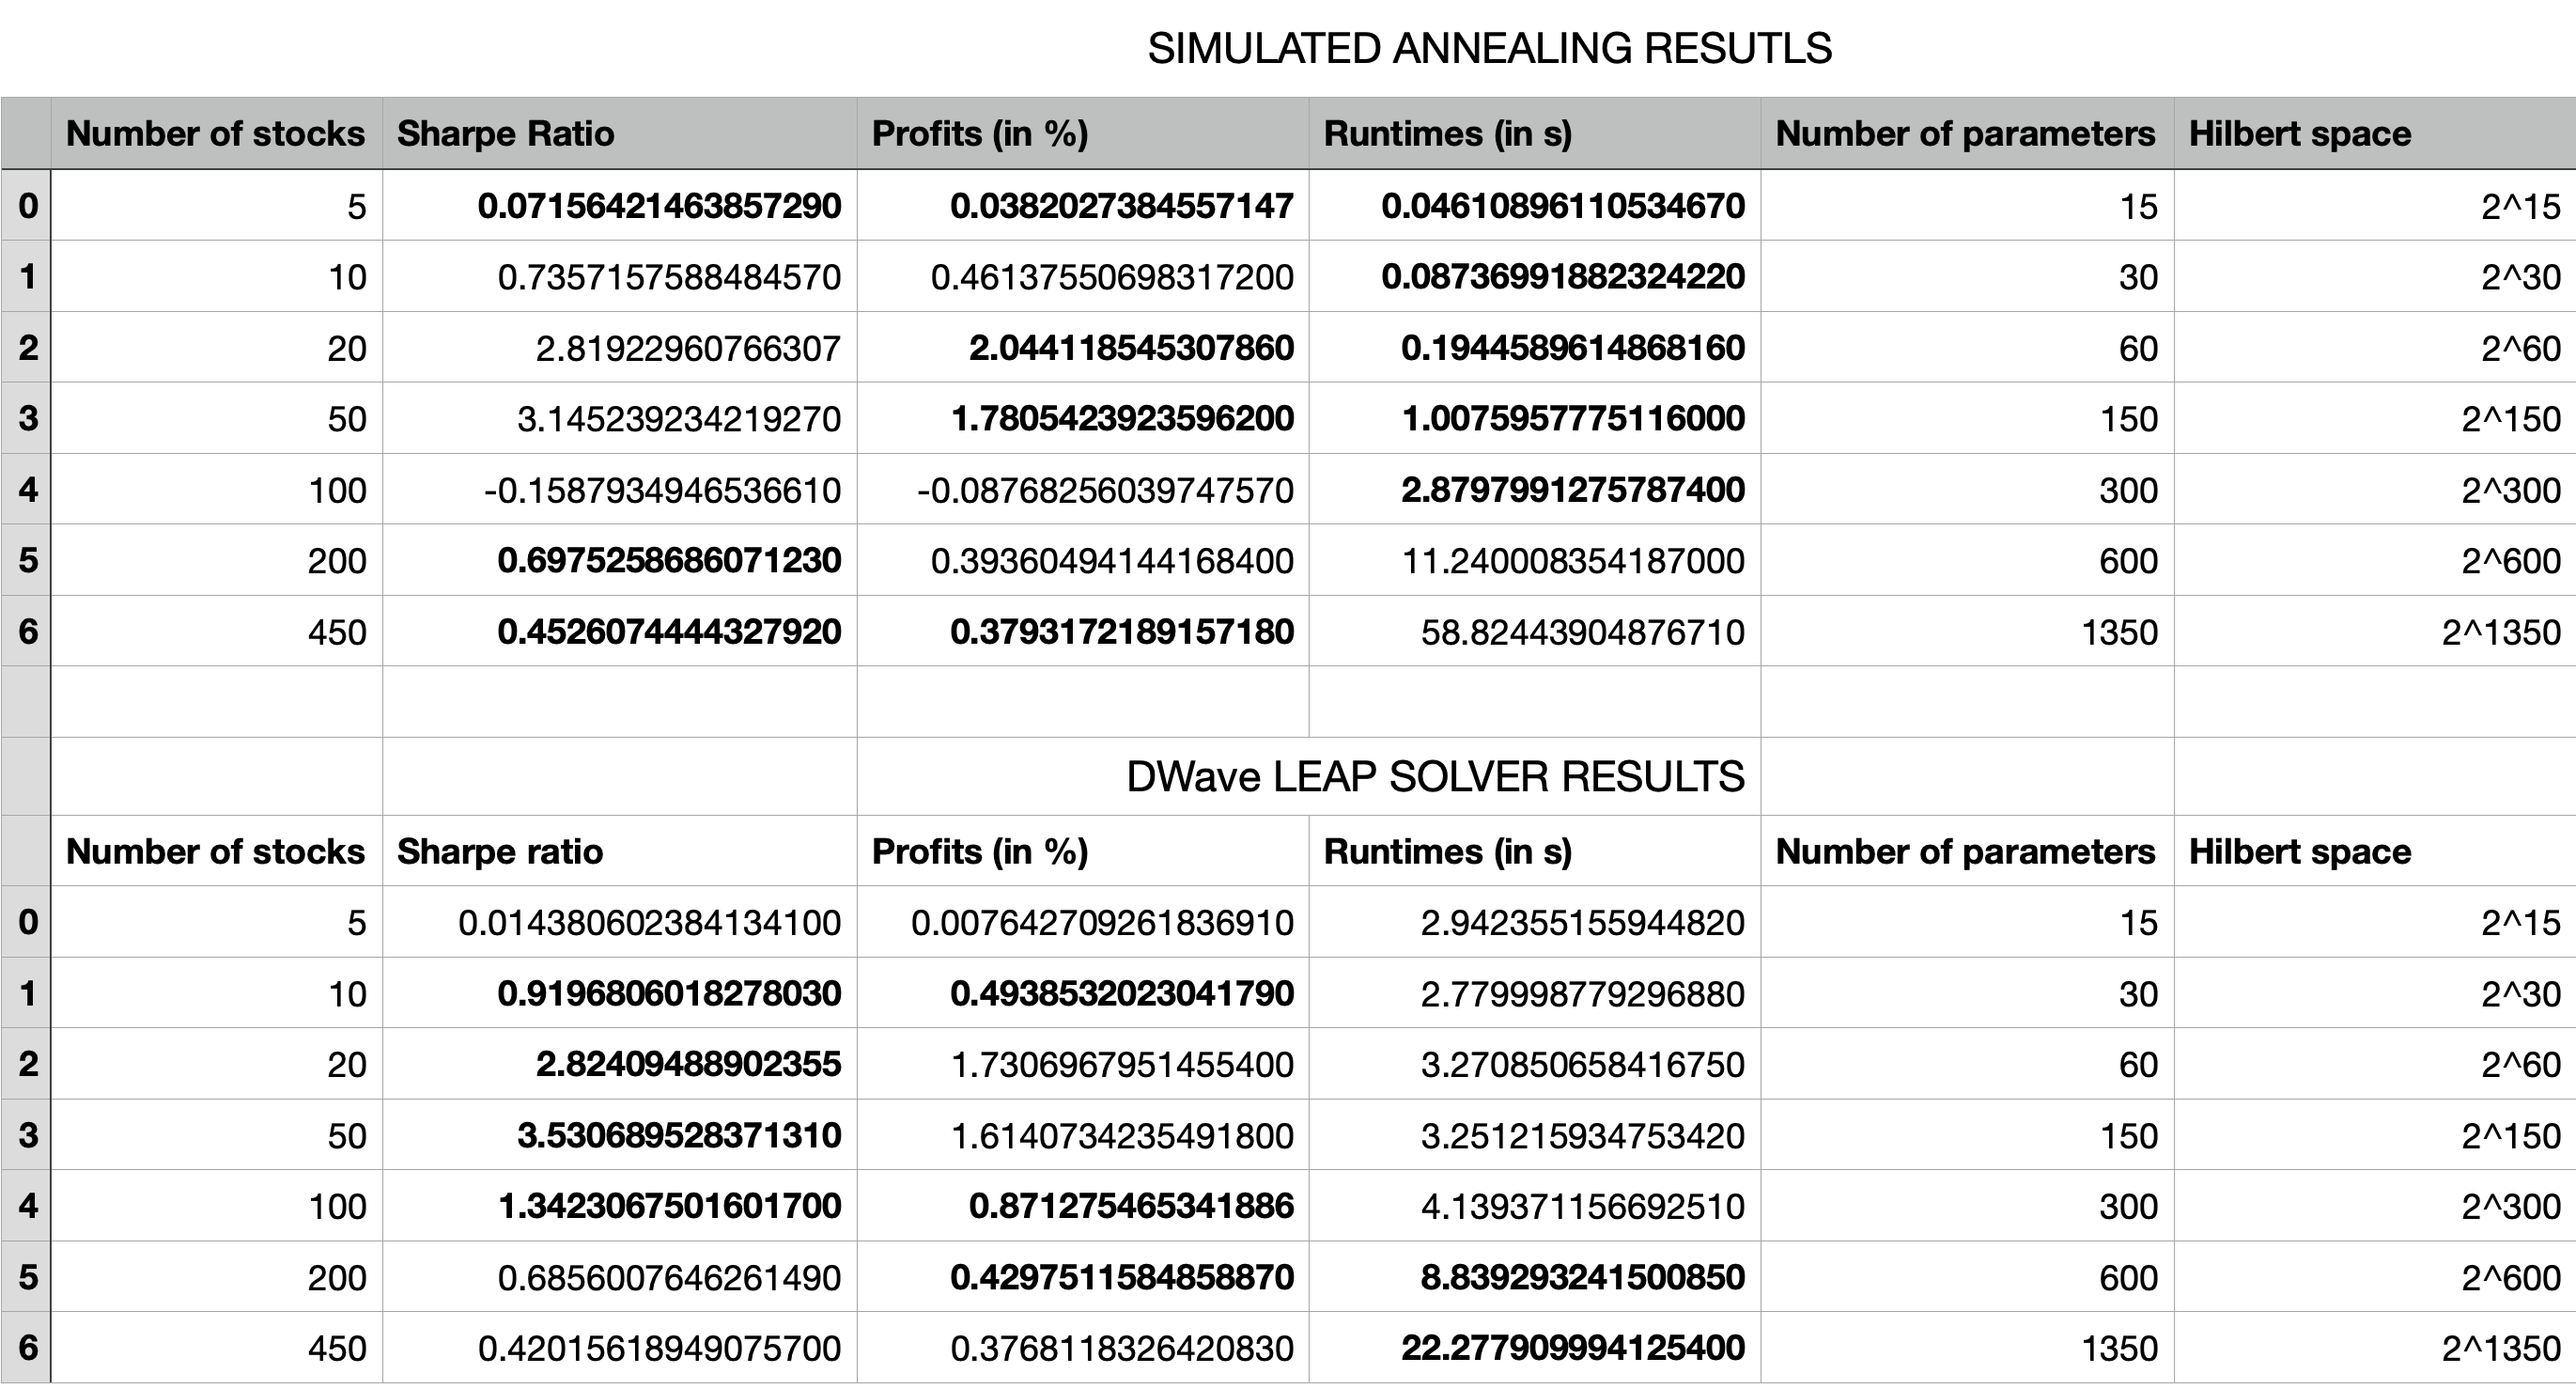 SIMULATED ANNEALING RESUTLS
Number of stocks Sharpe Ratio Profits (in %) Runtimes (in s) Number of parameters Hilbert space
0 5 0.07156421463857290 0.0382027384557147 0.04610896110534670 15 2^15
1 10 0.7357157588484570 0.46137550698317200 0.08736991882324220 30 2^30
2 20 2.81922960766307 2.044118545307860 0.1944589614868160 60 2^60
3 50 3.145239234219270 1.7805423923596200 1.0075957775116000 150 2^150
4 100 -0.1587934946536610 -0.08768256039747570 2.8797991275787400 300 2^300
5 200 0.6975258686071230 0.39360494144168400 11.240008354187000 600 2^600
6 450 0.4526074444327920 0.3793172189157180 58.82443904876710 1350 2^1350
DWave LEAP SOLVER RESULTS
Number of stocks Sharpe ratio Profits (in %) Runtimes (in s) Number of parameters Hilbert space
0 5 0.014380602384134100 0.007642709261836910 2.942355155944820 15 2^15
1 10 0.9196806018278030 0.4938532023041790 2.779998779296880 30 2^30
2 20 2.82409488902355 1.7306967951455400 3.270850658416750 60 2^60
3 50 3.530689528371310 1.6140734235491800 3.251215934753420 150 2^150
4 100 1.3423067501601700 0.871275465341886 4.139371156692510 300 2^300
5 200 0.6856007646261490 0.4297511584858870 8.839293241500850 600 2^600
6 450 0.42015618949075700 0.3768118326420830 22.277909994125400 1350 2^1350